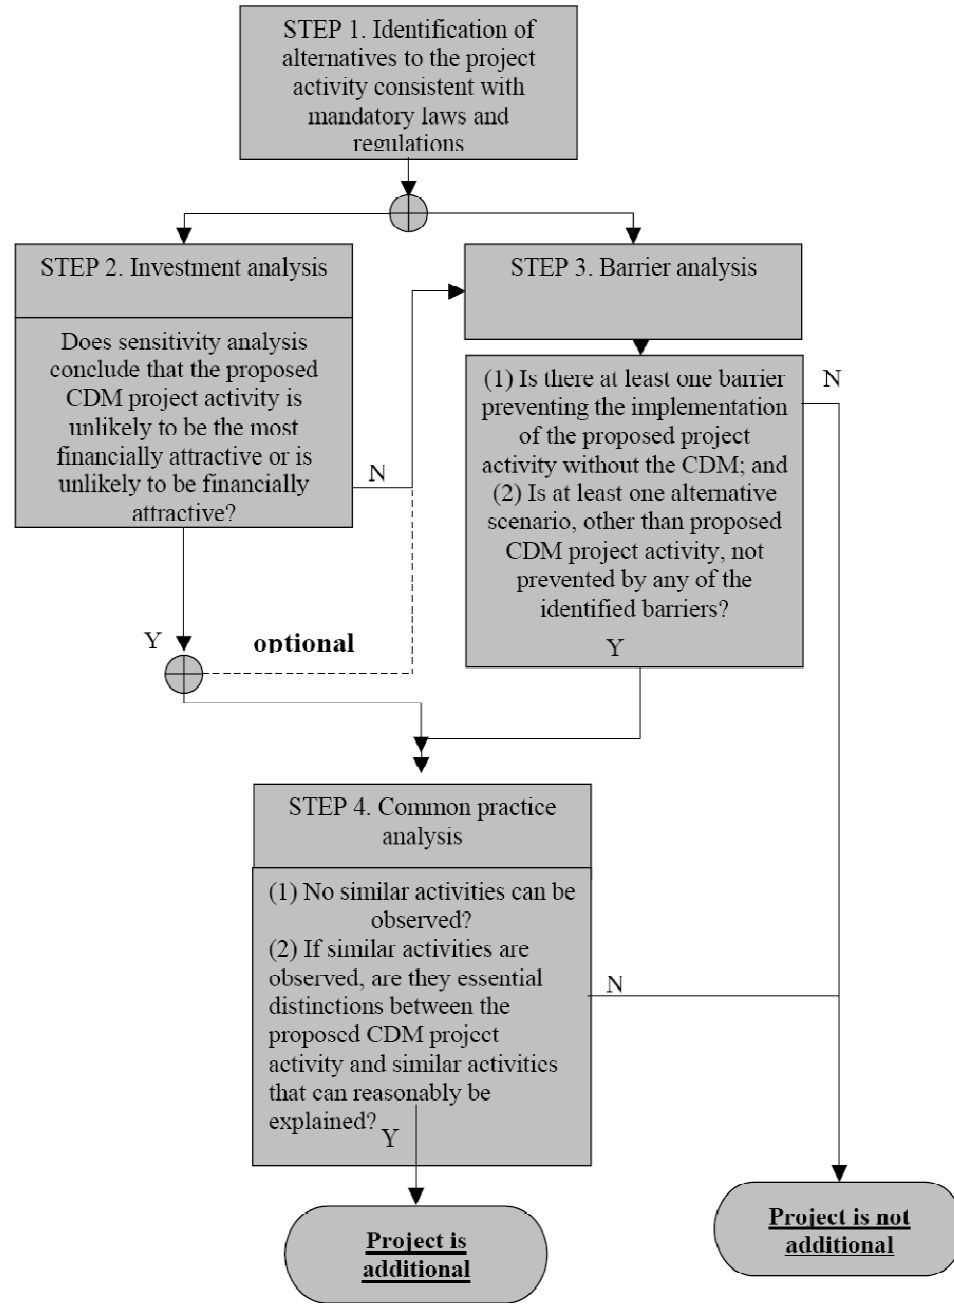 STEP 1. Identification of
alternatives to the project
activity consistent with
mandatory laws and
regulations
STEP 2. Investment analysis
Does sensitivity analysis
conclude that the proposed
CDM project activity is
unlikely to be the most
financially attractive or is
unlikely to be financially
attractive?
N
Y
optional
STEP 3. Barrier analysis
(1) Is there at least one barrier
preventing the implementation
of the proposed project
activity without the CDM; and
(2) Is at least one alternative
scenario, other than proposed
CDM project activity, not
prevented by any of the
identified barriers?
Y
N
STEP 4. Common practice
analysis
(1) No similar activities can be
observed?
(2) If similar activities are
observed, are they essential
distinctions between the
proposed CDM project
activity and similar activities
that can reasonably be
explained?
Y
N
Project is
additional
Project is not
additional